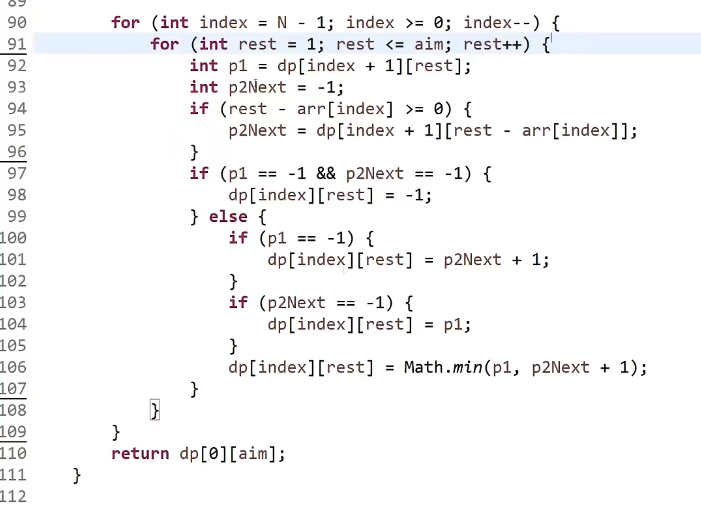 89
90 for (int index = N - 1; index >= 0; index--) {
91 for (int rest = 1; rest <= aim; rest++) {
92 int p1 = dp[index + 1][rest];
93 int p2Next = -1;
94 if (rest - arr[index] >= 0) {
95 p2Next = dp[index + 1][rest - arr[index]];
96 }
97 if (p1 == -1 && p2Next == -1) {
98 dp[index][rest] = -1;
99 } else {
100 if (p1 == -1) {
101 dp[index][rest] = p2Next + 1;
102 }
103 if (p2Next == -1) {
104 dp[index][rest] = p1;
105 }
106 dp[index][rest] = Math.min(p1, p2Next + 1);
107 }
108 }
109 }
110 return dp[0][aim];
111 }
112